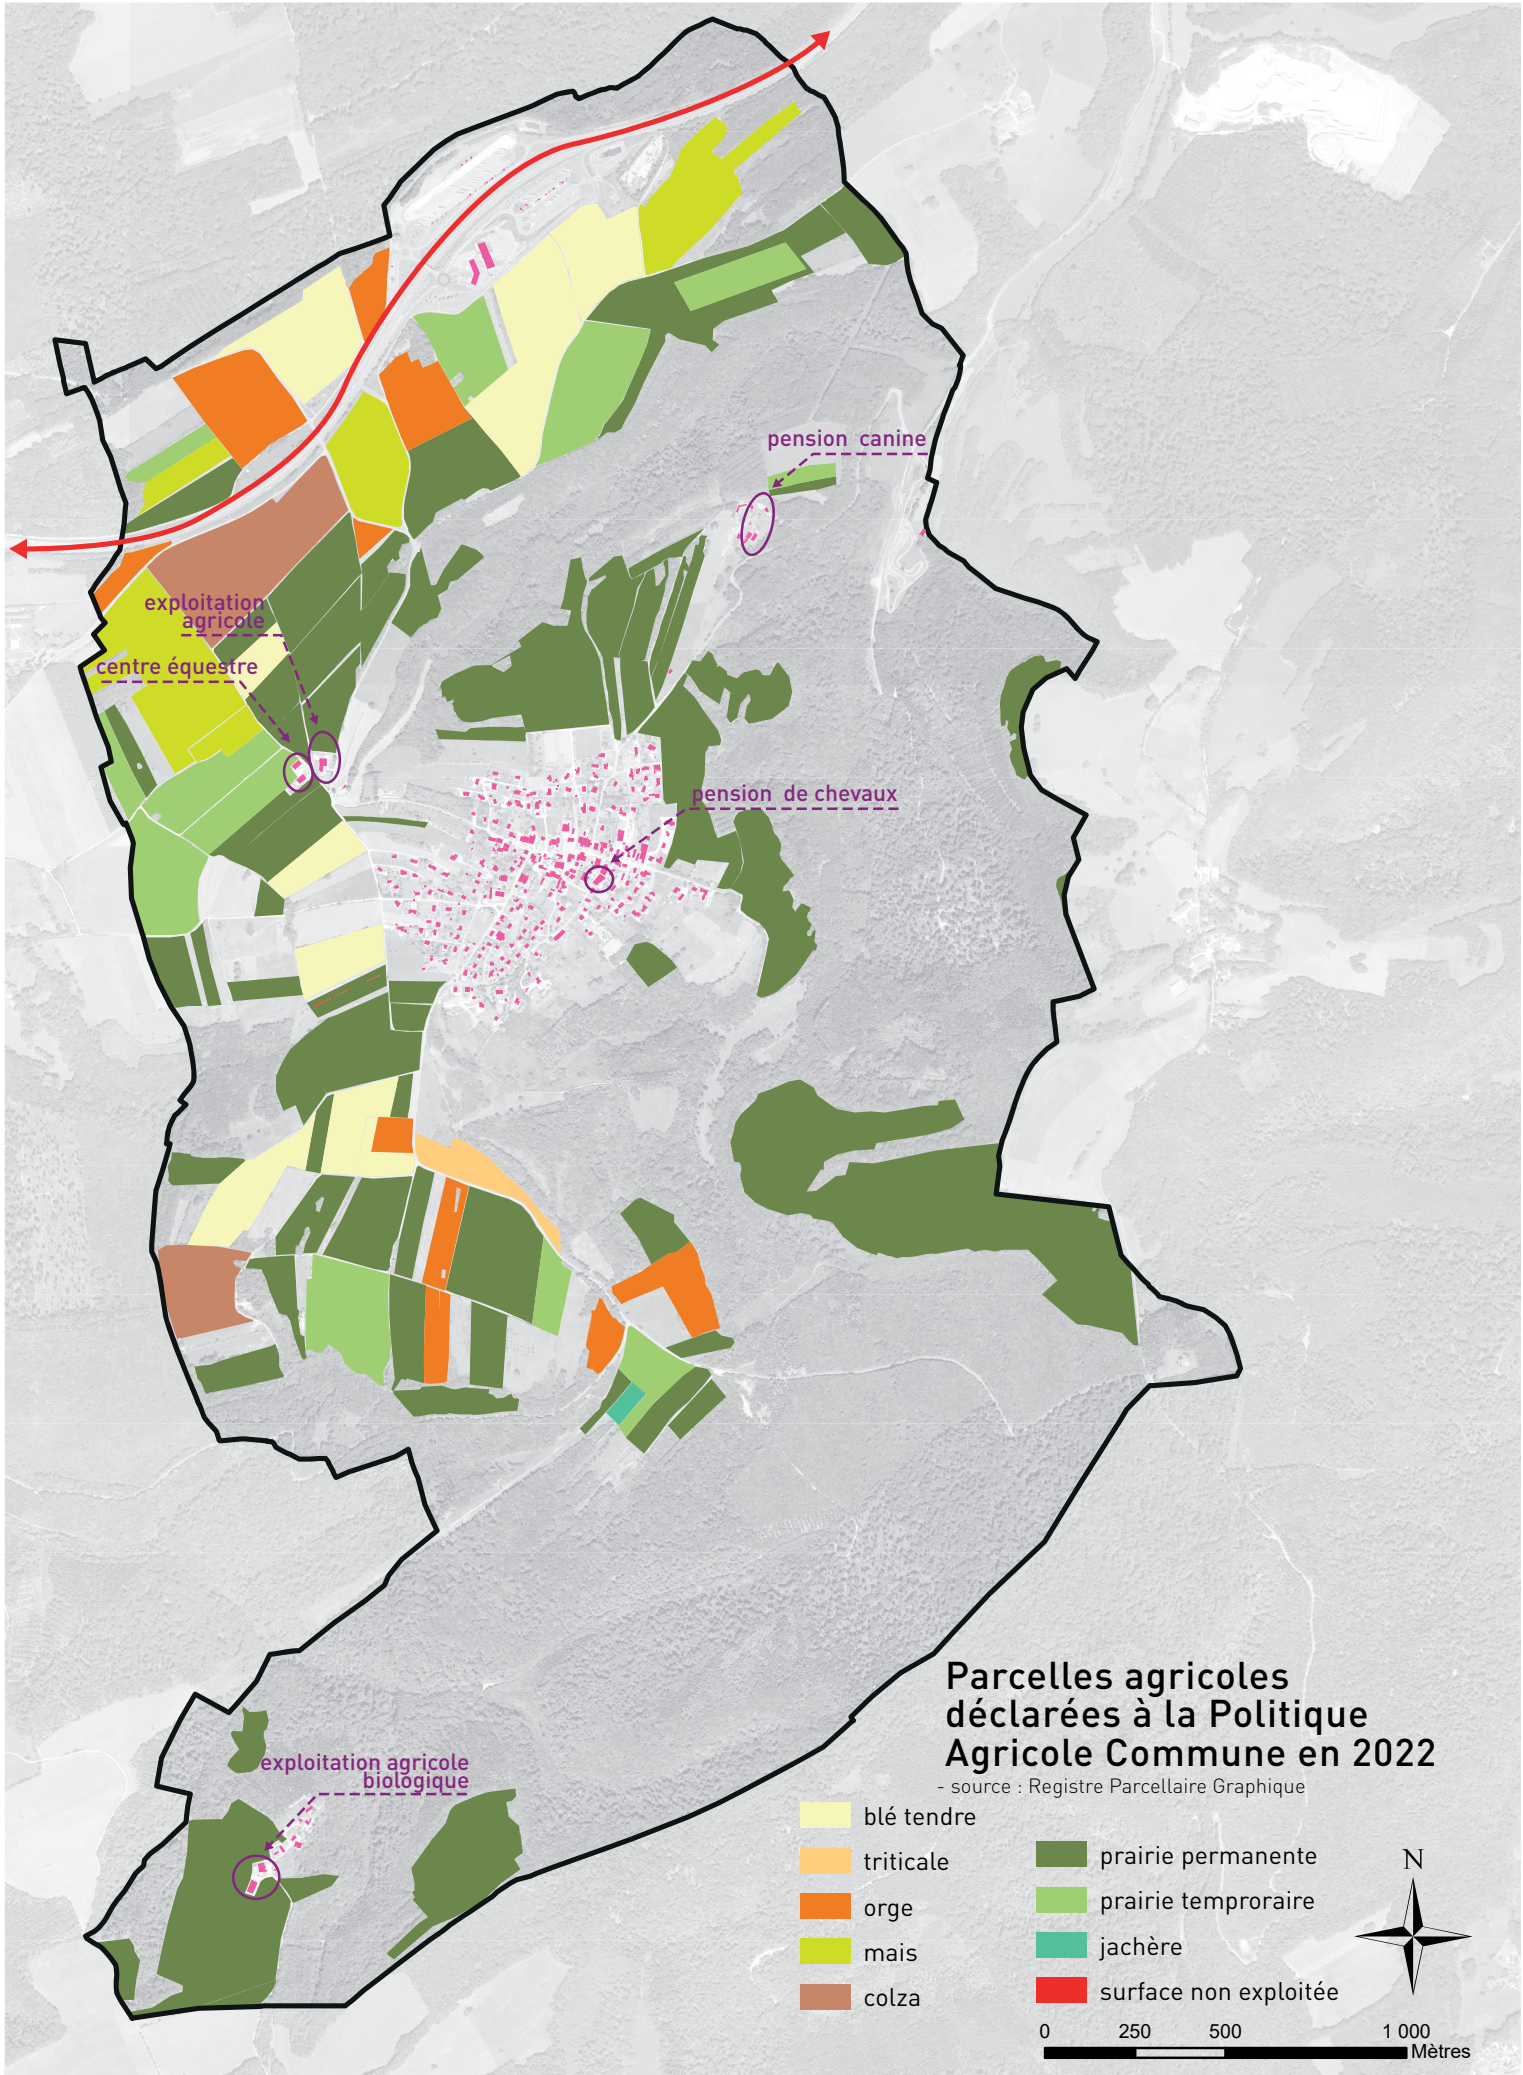 pension canine
exploitation
agricole
centre équestre
pension de chevaux
exploitation agricole
biologique
Parcelles agricoles
déclarées à la Politique
Agricole Commune en 2022
- source : Registre Parcellaire Graphique
blé tendre
triticale
orge
mais
colza
prairie permanente
prairie temproraire
jachère
surface non exploitée
N
0 250 500 1 000
Mètres